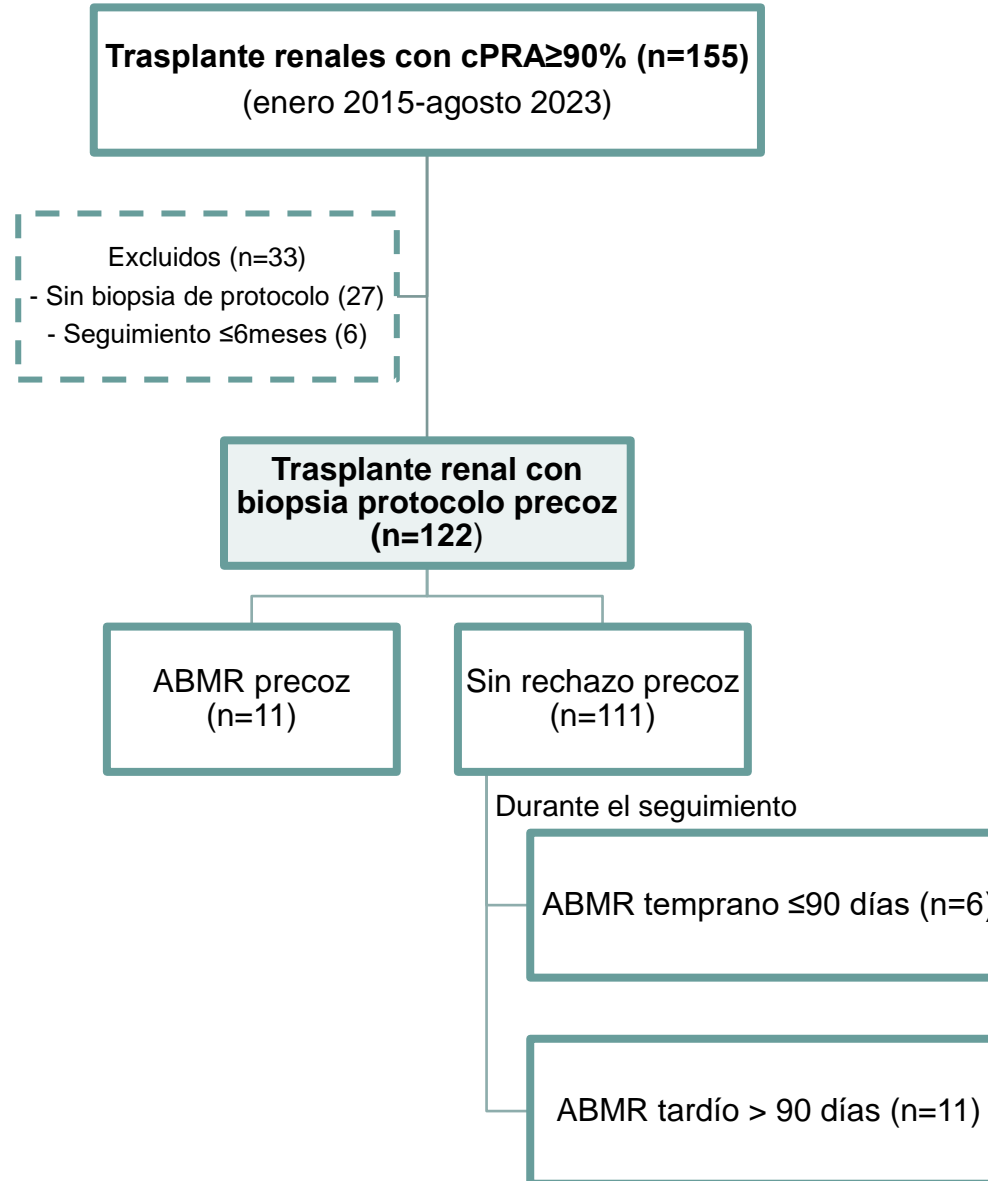 Trasplante renales con cPRA≥90% (n=155)
(enero 2015-agosto 2023)
Excluidos (n=33)
- Sin biopsia de protocolo (27)
- Seguimiento ≤6meses (6)
Trasplante renal con
biopsia protocolo precoz
(n=122)
ABMR precoz
(n=11)
Sin rechazo precoz
(n=111)
Durante el seguimiento
ABMR temprano ≤90 días (n=6)
ABMR tardío > 90 días (n=11)